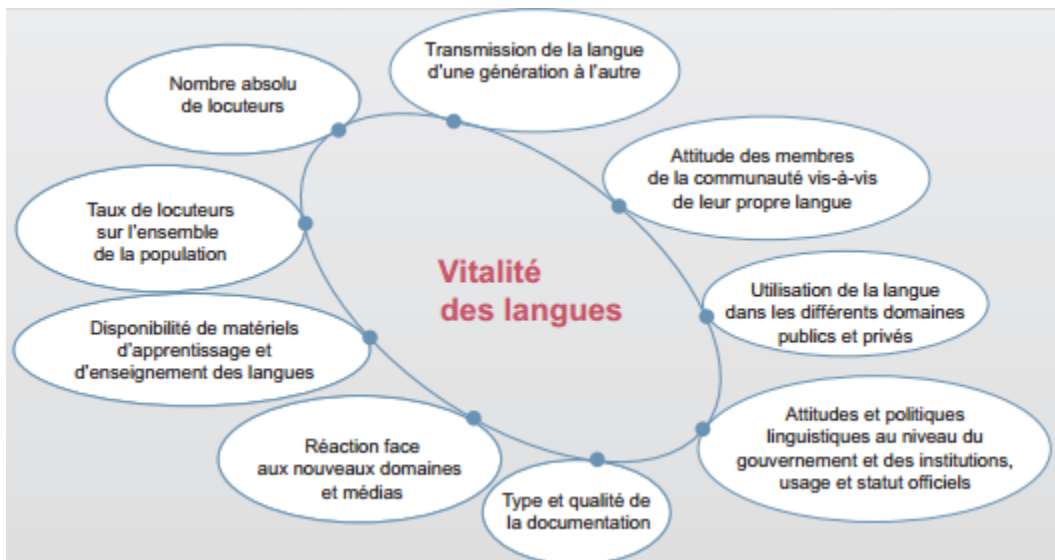 Transmission de la langue
d'une génération à l'autre
Nombre absolu
de locuteurs
Attitude des membres
de la communauté vis-à-vis
de leur propre langue
Taux de locuteurs
sur l'ensemble
de la population
Vitalité
des langues
Utilisation de la langue
dans les différents domaines
publics et privés
Disponibilité de matériels
d'apprentissage et
d'enseignement des langues
Attitudes et politiques
linguistiques au niveau du
gouvernement et des institutions,
usage et statut officiels
Réaction face
aux nouveaux domaines
et médias
Type et qualité de
la documentation